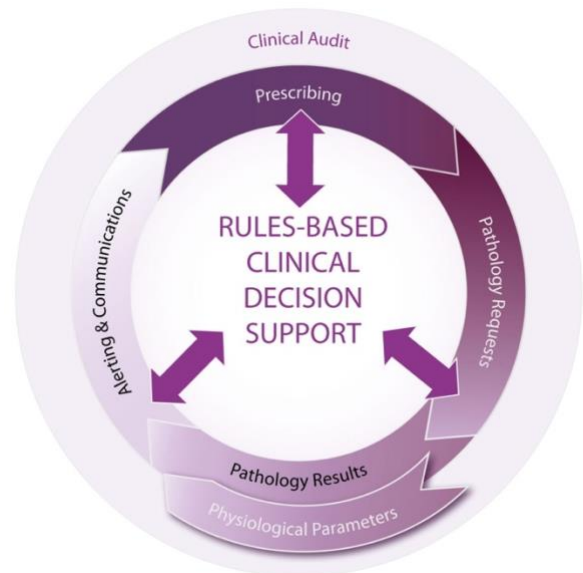 Clinical Audit
Prescribing
RULES-BASED
CLINICAL
DECISION
SUPPORT
Alerting & Communications
Pathology Requests
Pathology Results
Physiological Parameters